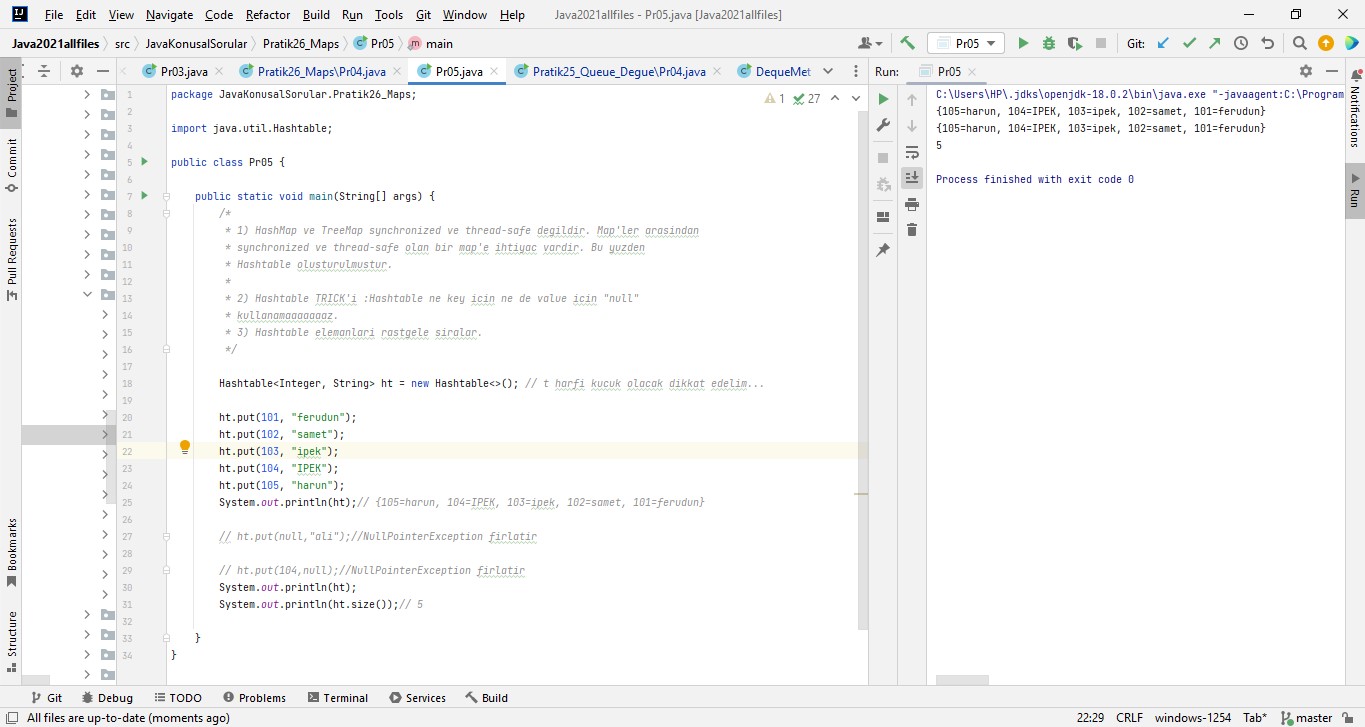 File Edit View Navigate Code Refactor Build Run Tools Git Window Help Java2021allfiles - Pr05.java [Java2021allfiles]
Java2021allfiles src JavaKonusalSorular Pratik26_Maps Pr05 main Pr05 Git:
Project
Commit
Pull Requests
Bookmarks
Structure
Pr03.java Pratik26_Maps\Pr04.java Pr05.java Pratik25_Queue_Degue\Pr04.java DequeMet
1 27
1 package JavaKonusalSorular.Pratik26_Maps;
2
3 import java.util.Hashtable;
4
5 public class Pr05 {
6
7 public static void main(String[] args) {
8 /*
9 * 1) HashMap ve TreeMap synchronized ve thread-safe degildir. Map'ler arasindan
10 * synchronized ve thread-safe olan bir map'e ihtiyac vardir. Bu yuzden
11 * Hashtable olusturulmustur.
12 *
13 * 2) Hashtable TRICK'i :Hashtable ne key icin ne de value icin "null"
14 * kullanamaaaaaaaz.
15 * 3) Hashtable elemanlari rastgele siralar.
16 */
17
18 Hashtable<Integer, String> ht = new Hashtable<>(); // t harfi kucuk olacak dikkat edelim...
20 ht.put(101, "ferudun");
21 ht.put(102, "samet");
22 ht.put(103, "ipek");
23 ht.put(104, "IPEK");
24 ht.put(105, "harun");
25 System.out.println(ht);// {105=harun, 104=IPEK, 103=ipek, 102=samet, 101=ferudun}
26
27 // ht.put(null,"ali");//NullPointerException firlatir
28
29 // ht.put(104,null);//NullPointerException firlatir
30 System.out.println(ht);
31 System.out.println(ht.size());// 5
32
33 }
34 }
Run: Pr05
C:\Users\HP\.jdks\openjdk-18.0.2\bin\java.exe "-javaagent:C:\Program
{105=harun, 104=IPEK, 103=ipek, 102=samet, 101=ferudun}
{105=harun, 104=IPEK, 103=ipek, 102=samet, 101=ferudun}
5
Process finished with exit code 0
Notifications
Run
Git Debug TODO Problems Terminal Services Build
All files are up-to-date (moments ago) 22:29 CRLF windows-1254 Tab* master